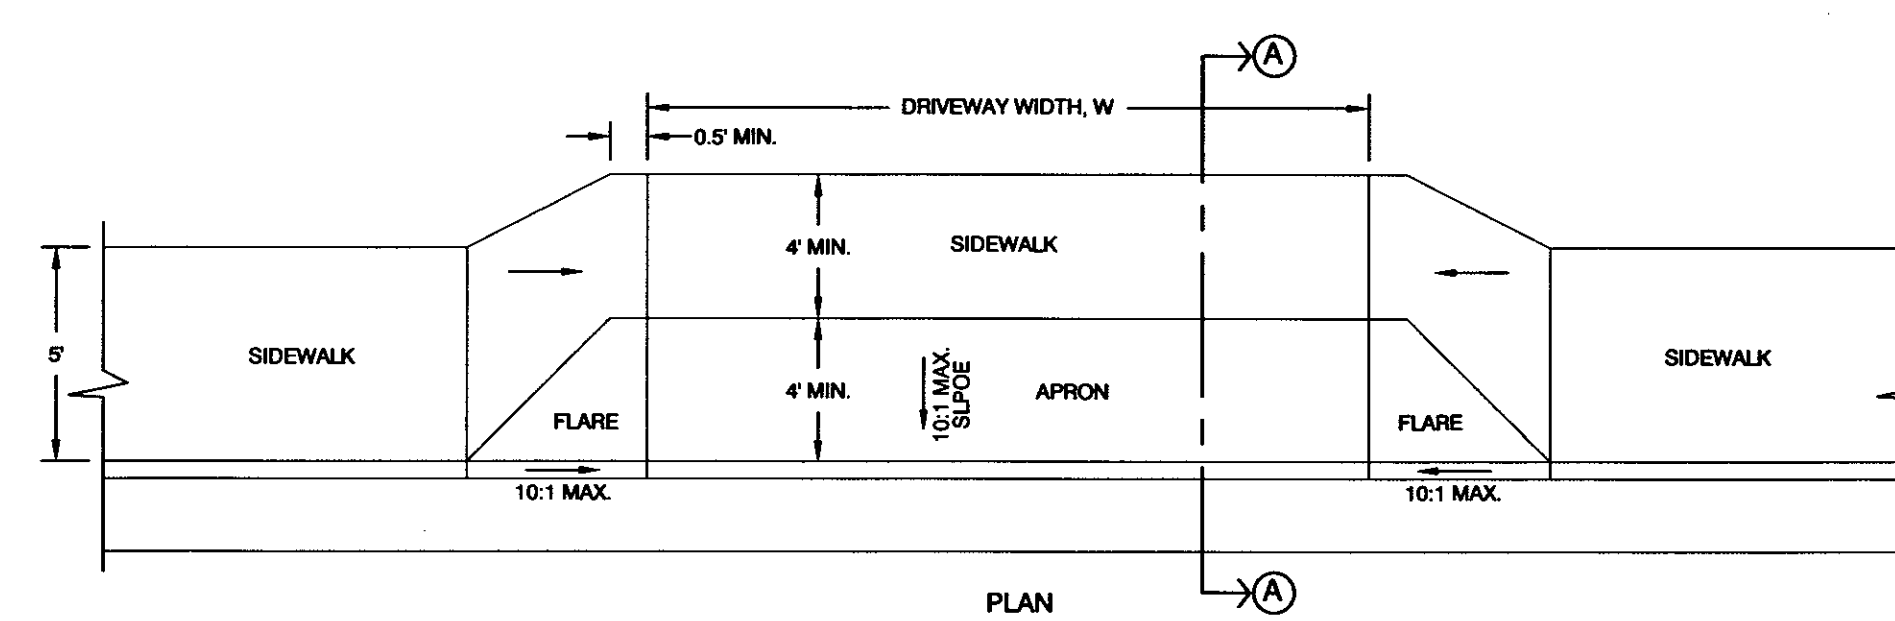 A
DRIVEWAY WIDTH, W
0.5' MIN.
4' MIN.
SIDEWALK
5'
SIDEWALK
SIDEWALK
4' MIN.
10:1 MAX.
SLPOE
APRON
FLARE
FLARE
10:1 MAX.
10:1 MAX.
A
PLAN